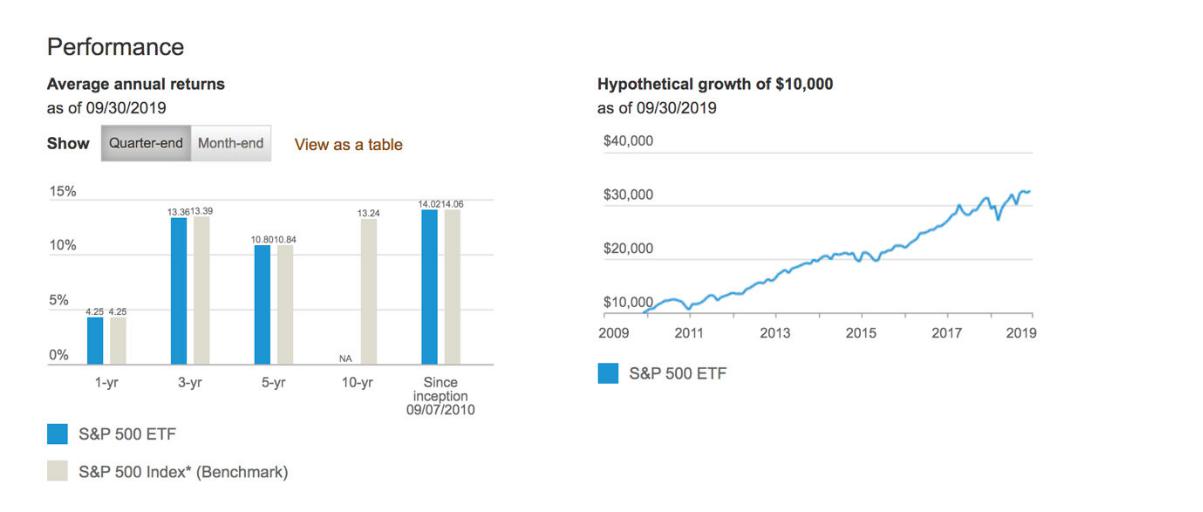 Performance
Average annual returns
as of 09/30/2019
Show Quarter-end Month-end View as a table
15%
10%
5%
0%
4.25 4.25
13.36 13.39
10.80 10.84
NA 13.24
14.02 14.06
1-yr 3-yr 5-yr 10-yr Since
inception
09/07/2010
S&P 500 ETF
S&P 500 Index* (Benchmark)
Hypothetical growth of $10,000
as of 09/30/2019
$40,000
$30,000
$20,000
$10,000
2009 2011 2013 2015 2017 2019
S&P 500 ETF